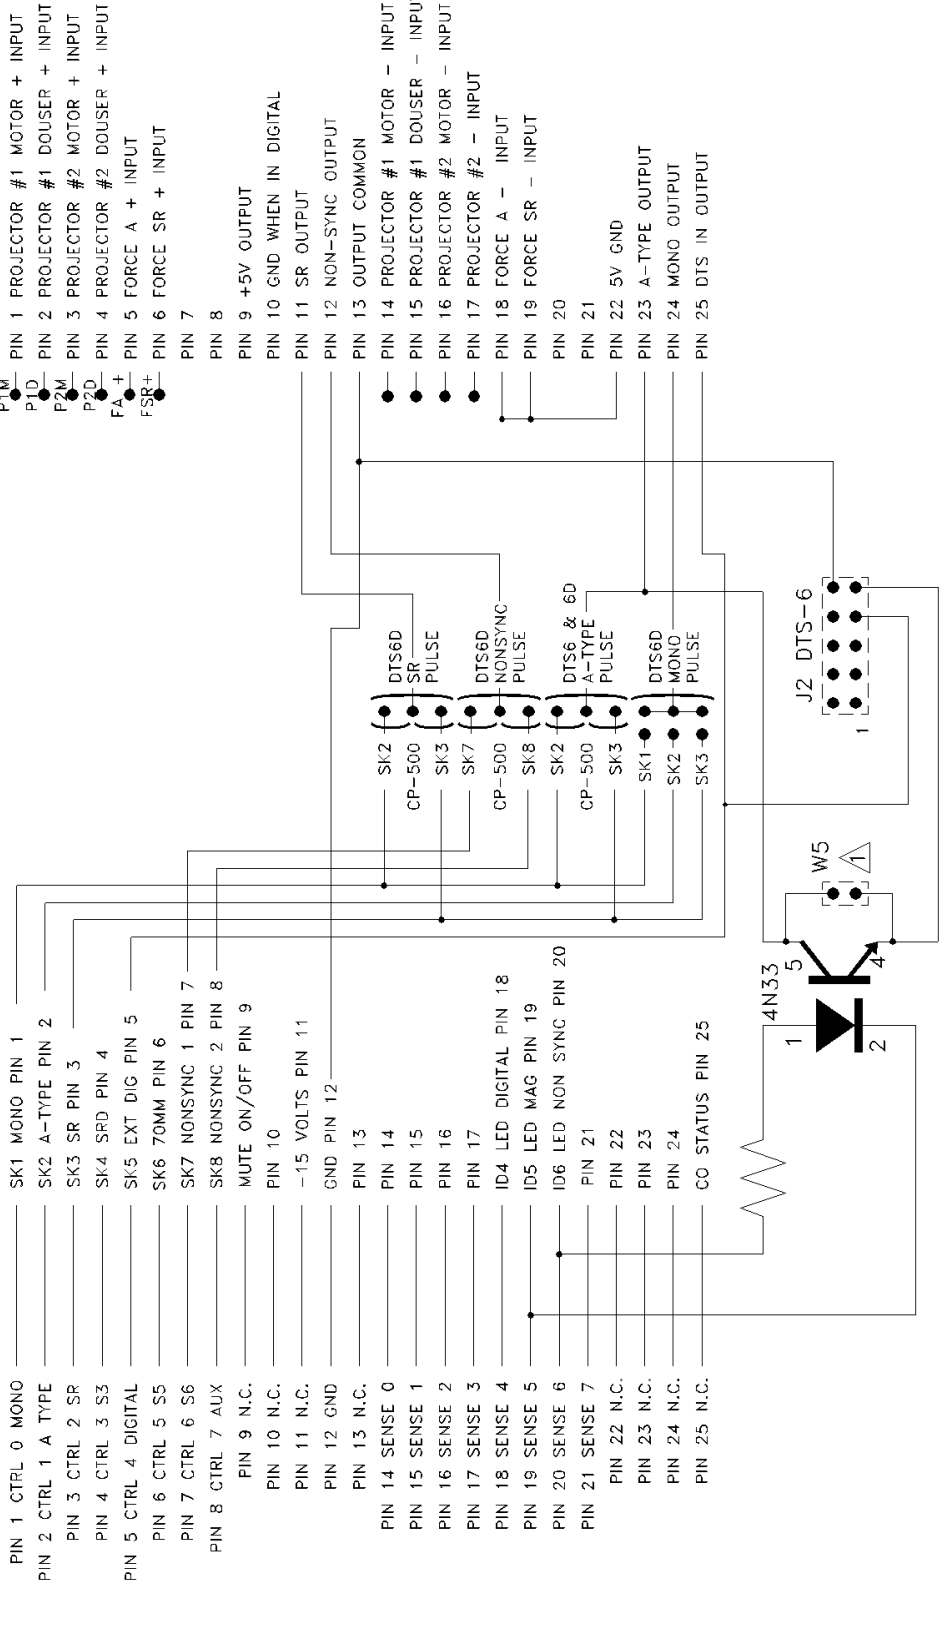 PIN 1 CTRL 0 MONO
PIN 2 CTRL 1 A TYPE
PIN 3 CTRL 2 SR
PIN 4 CTRL 3 S3
PIN 5 CTRL 4 DIGITAL
PIN 6 CTRL 5 S5
PIN 7 CTRL 6 S6
PIN 8 CTRL 7 AUX
PIN 9 N.C.
PIN 10 N.C.
PIN 11 N.C.
PIN 12 GND
PIN 13 N.C.
PIN 14 SENSE 0
PIN 15 SENSE 1
PIN 16 SENSE 2
PIN 17 SENSE 3
PIN 18 SENSE 4
PIN 19 SENSE 5
PIN 20 SENSE 6
PIN 21 SENSE 7
PIN 22 N.C.
PIN 23 N.C.
PIN 24 N.C.
PIN 25 N.C.
SK1 MONO PIN 1
SK2 A-TYPE PIN 2
SK3 SR PIN 3
SK4 SRD PIN 4
SK5 EXT DIG PIN 5
SK6 70MM PIN 6
SK7 NONSYNC 1 PIN 7
SK8 NONSYNC 2 PIN 8
MUTE ON/OFF PIN 9
PIN 10
-15 VOLTS PIN 11
GND PIN 12
PIN 13
PIN 14
PIN 15
PIN 16
PIN 17
ID4 LED DIGITAL PIN 18
ID5 LED MAG PIN 19
ID6 LED NON SYNC PIN 20
PIN 21
PIN 22
PIN 23
PIN 24
CO STATUS PIN 25
4N33
1
2
5
4
W5
1
SK2
CP-500
SK3
SK7
CP-500
SK8
SK2
CP-500
SK3
SK1
SK2
SK3
DTS6D
SR
PULSE
DTS6D
NONSYNC
PULSE
DTS6 & 6D
A-TYPE
PULSE
DTS6D
MONO
PULSE
J2 DTS-6
1
P1M
P1D
P2M
P2D
FA +
FSR+
PIN 1 PROJECTOR #1 MOTOR + INPUT
PIN 2 PROJECTOR #1 DOUSER + INPUT
PIN 3 PROJECTOR #2 MOTOR + INPUT
PIN 4 PROJECTOR #2 DOUSER + INPUT
PIN 5 FORCE A + INPUT
PIN 6 FORCE SR + INPUT
PIN 7
PIN 8
PIN 9 +5V OUTPUT
PIN 10 GND WHEN IN DIGITAL
PIN 11 SR OUTPUT
PIN 12 NON-SYNC OUTPUT
PIN 13 OUTPUT COMMON
PIN 14 PROJECTOR #1 MOTOR - INPUT
PIN 15 PROJECTOR #1 DOUSER - INPUT
PIN 16 PROJECTOR #2 MOTOR - INPUT
PIN 17 PROJECTOR #2 - INPUT
PIN 18 FORCE A - INPUT
PIN 19 FORCE SR - INPUT
PIN 20
PIN 21
PIN 22 5V GND
PIN 23 A-TYPE OUTPUT
PIN 24 MONO OUTPUT
PIN 25 DTS IN OUTPUT